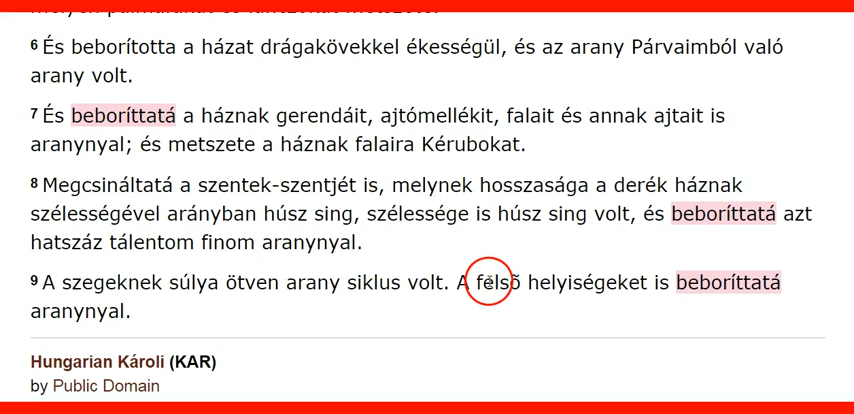 6 És beborította a házat drágakövekkel ékességül, és az arany Párvaimból való
arany volt.
7 És beboríttatá a háznak gerendáit, ajtómellékit, falait és annak ajtait is
aranynyal; és metszete a háznak falaira Kérubokat.
8 Megcsináltatá a szentek-szentjét is, melynek hosszasága a derék háznak
szélességével arányban húsz sing, szélessége is húsz sing volt, és beboríttatá azt
hatszáz tálentom finom aranynyal.
9 A szegeknek súlya ötven arany siklus volt. A felsõ helyiségeket is beboríttatá
aranynyal.
Hungarian Károli (KAR)
by Public Domain